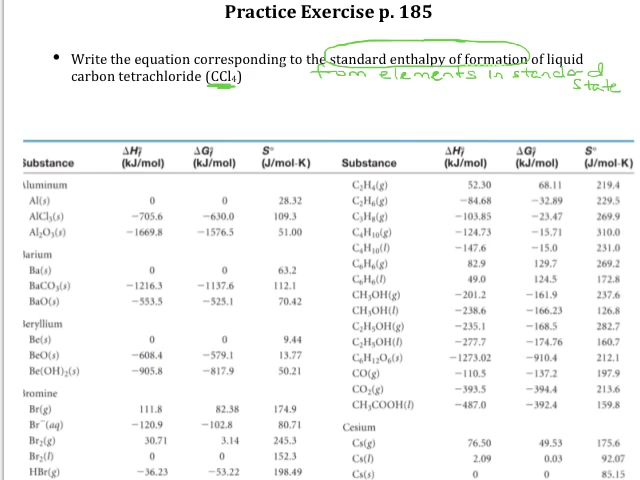 Practice Exercise p. 185
• Write the equation corresponding to the standard enthalpy of formation of liquid
carbon tetrachloride (CCl₄)
from elements in standard
state
ΔH°f ΔG°f S° ΔH°f ΔG°f S°
Substance (kJ/mol) (kJ/mol) (J/mol-K) Substance (kJ/mol) (kJ/mol) (J/mol-K)
Aluminum C₂H₄(g) 52.30 68.11 219.4
Al(s) 0 0 28.32 C₂H₆(g) −84.68 −32.89 229.5
AlCl₃(s) −705.6 −630.0 109.3 C₃H₈(g) −103.85 −23.47 269.9
Al₂O₃(s) −1669.8 −1576.5 51.00 C₄H₁₀(g) −124.73 −15.71 310.0
C₄H₁₀(l) −147.6 −15.0 231.0
Barium C₆H₆(g) 82.9 129.7 269.2
Ba(s) 0 0 63.2 C₆H₆(l) 49.0 124.5 172.8
BaCO₃(s) −1216.3 −1137.6 112.1 CH₃OH(g) −201.2 −161.9 237.6
BaO(s) −553.5 −525.1 70.42 CH₃OH(l) −238.6 −166.23 126.8
Beryllium C₂H₅OH(g) −235.1 −168.5 282.7
Be(s) 0 0 9.44 C₂H₅OH(l) −277.7 −174.76 160.7
BeO(s) −608.4 −579.1 13.77 C₆H₁₂O₆(s) −1273.02 −910.4 212.1
Be(OH)₂(s) −905.8 −817.9 50.21 CO(g) −110.5 −137.2 197.9
Bromine CO₂(g) −393.5 −394.4 213.6
Br(g) 111.8 82.38 174.9 CH₃COOH(l) −487.0 −392.4 159.8
Br⁻(aq) −120.9 −102.8 80.71 Cesium
Br₂(g) 30.71 3.14 245.3 Cs(g) 76.50 49.53 175.6
Br₂(l) 0 0 152.3 Cs(l) 2.09 0.03 92.07
HBr(g) −36.23 −53.22 198.49 Cs(s) 0 0 85.15